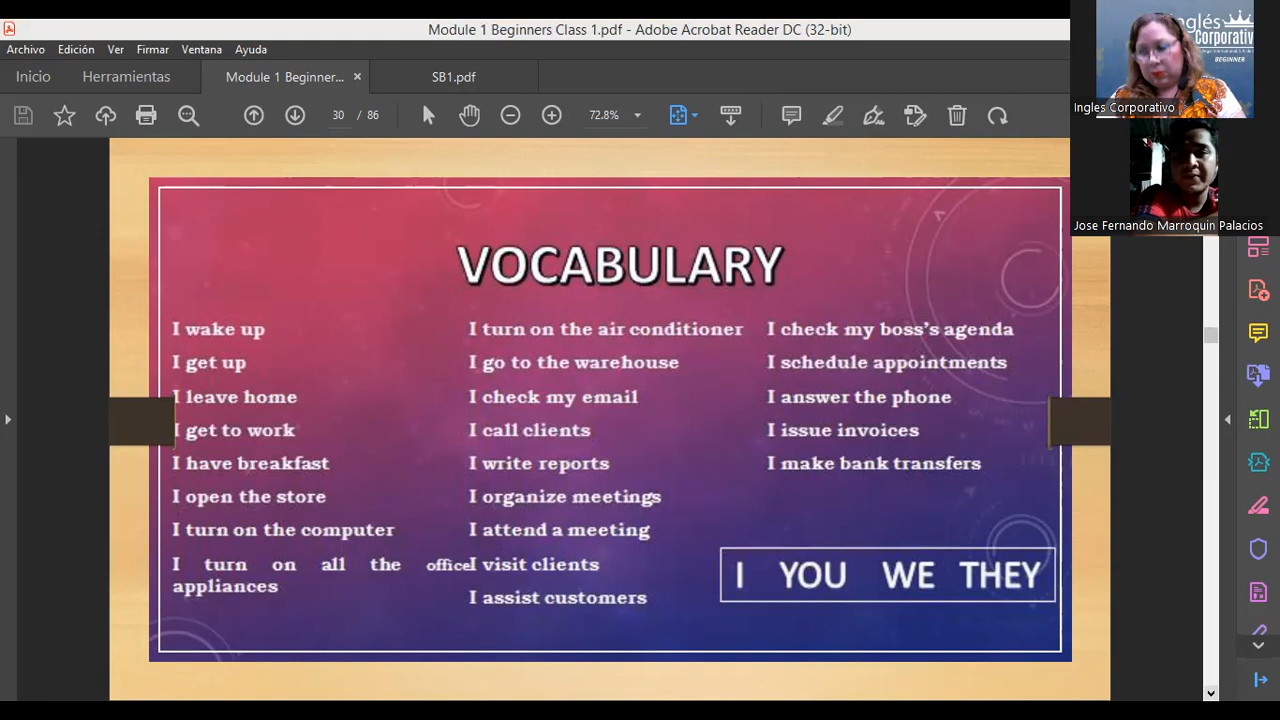 Module 1 Beginners Class 1.pdf - Adobe Acrobat Reader DC (32-bit)
Archivo Edición Ver Firmar Ventana Ayuda
Inicio Herramientas Module 1 Beginner... × SB1.pdf
30 / 86 72.8%
Inglés
Corporativo
BEGINNER
Ingles Corporativo
Jose Fernando Marroquin Palacios
VOCABULARY
I wake up
I get up
I leave home
I get to work
I have breakfast
I open the store
I turn on the computer
I turn on all the office
appliances
I turn on the air conditioner
I go to the warehouse
I check my email
I call clients
I write reports
I organize meetings
I attend a meeting
I visit clients
I assist customers
I check my boss's agenda
I schedule appointments
I answer the phone
I issue invoices
I make bank transfers
I YOU WE THEY